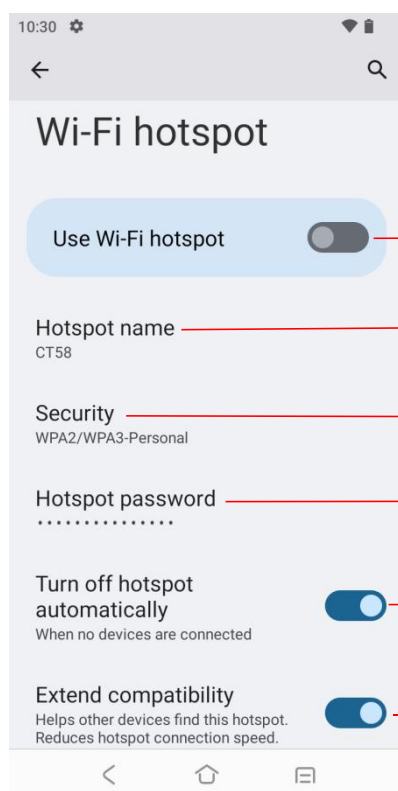 10:30
Wi-Fi hotspot
Use Wi-Fi hotspot
Hotspot name
CT58
Security
WPA2/WPA3-Personal
Hotspot password
···············
Turn off hotspot
automatically
When no devices are connected
Extend compatibility
Helps other devices find this hotspot.
Reduces hotspot connection speed.